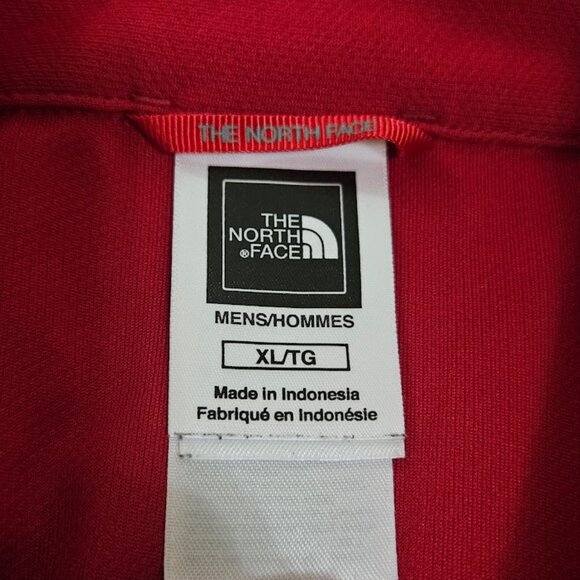 THE NORTH FACE
THE
NORTH
®FACE
MENS/HOMMES
XL/TG
Made in Indonesia
Fabriqué en Indonésie